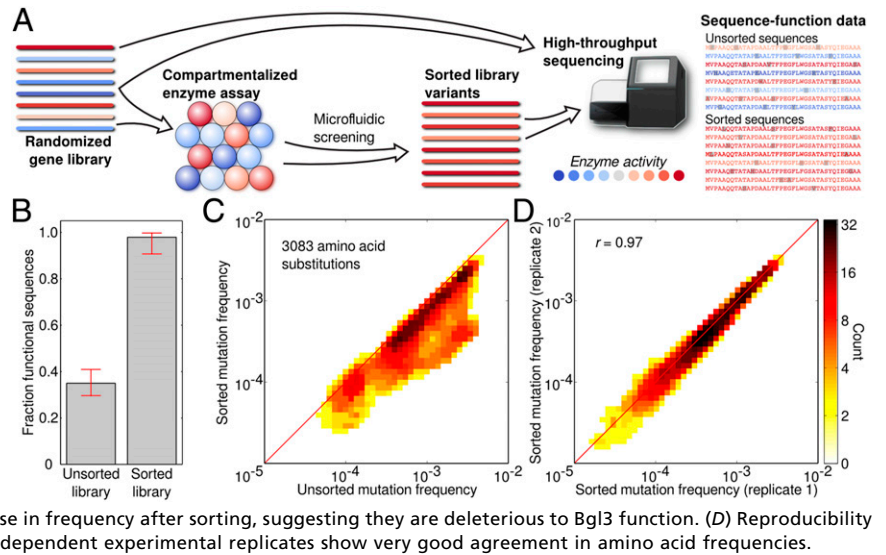 A
Randomized
gene library
Compartmentalized
enzyme assay
Microfluidic
screening
Sorted library
variants
High-throughput
sequencing
Enzyme activity
Sequence-function data
Unsorted sequences
Sorted sequences
B
Fraction functional sequences
1.0
0.8
0.6
0.4
0.2
0
Unsorted
library
Sorted
library
C
3083 amino acid
substitutions
Sorted mutation frequency
10-2
10-3
10-4
10-5
10-4
10-3
10-2
Unsorted mutation frequency
D
r = 0.97
Sorted mutation frequency (replicate 2)
10-2
10-3
10-4
10-5
10-4
10-3
10-2
Sorted mutation frequency (replicate 1)
32
16
8
4
2
0
Count
se in frequency after sorting, suggesting they are deleterious to Bgl3 function. (D) Reproducibility
dependent experimental replicates show very good agreement in amino acid frequencies.